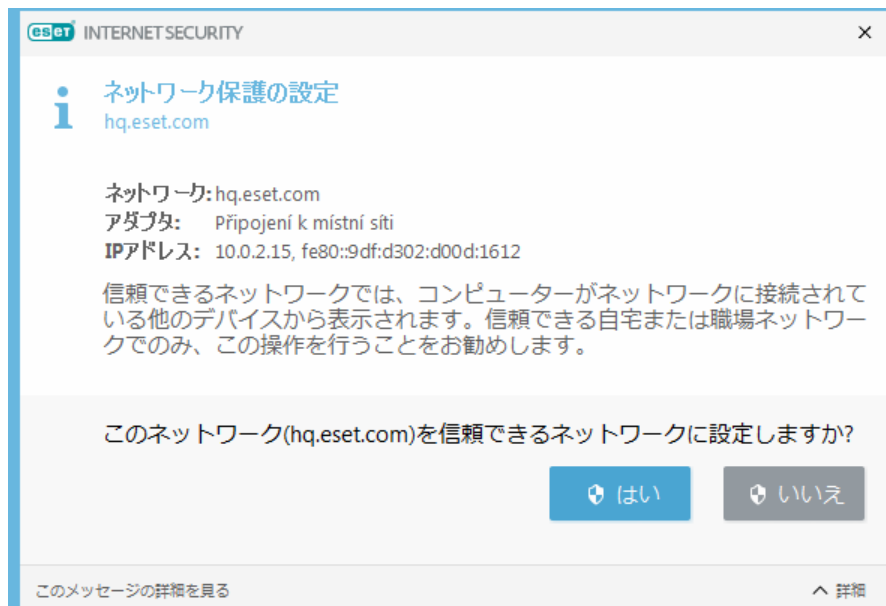 eset INTERNET SECURITY
ネットワーク保護の設定
hq.eset.com
ネットワーク: hq.eset.com
アダプタ: Připojení k místní síti
IPアドレス: 10.0.2.15, fe80::9df:d302:d00d:1612
信頼できるネットワークでは、コンピューターがネットワークに接続されて
いる他のデバイスから表示されます。信頼できる自宅または職場ネットワー
クでのみ、この操作を行うことをお勧めします。
このネットワーク(hq.eset.com)を信頼できるネットワークに設定しますか?
はい
いいえ
このメッセージの詳細を見る
詳細